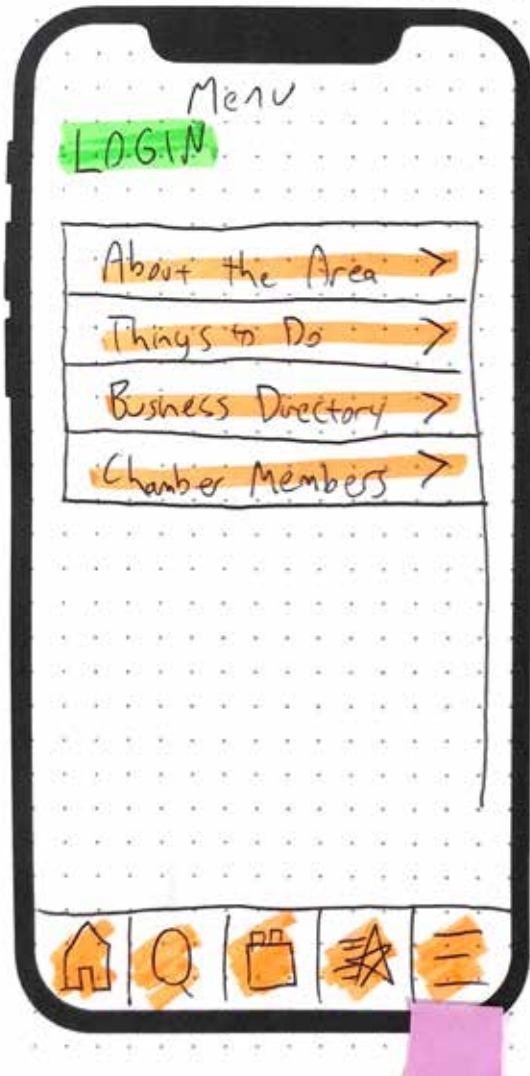 Menu
LOGIN
About the Area >
Things to Do >
Business Directory >
Chamber Members >